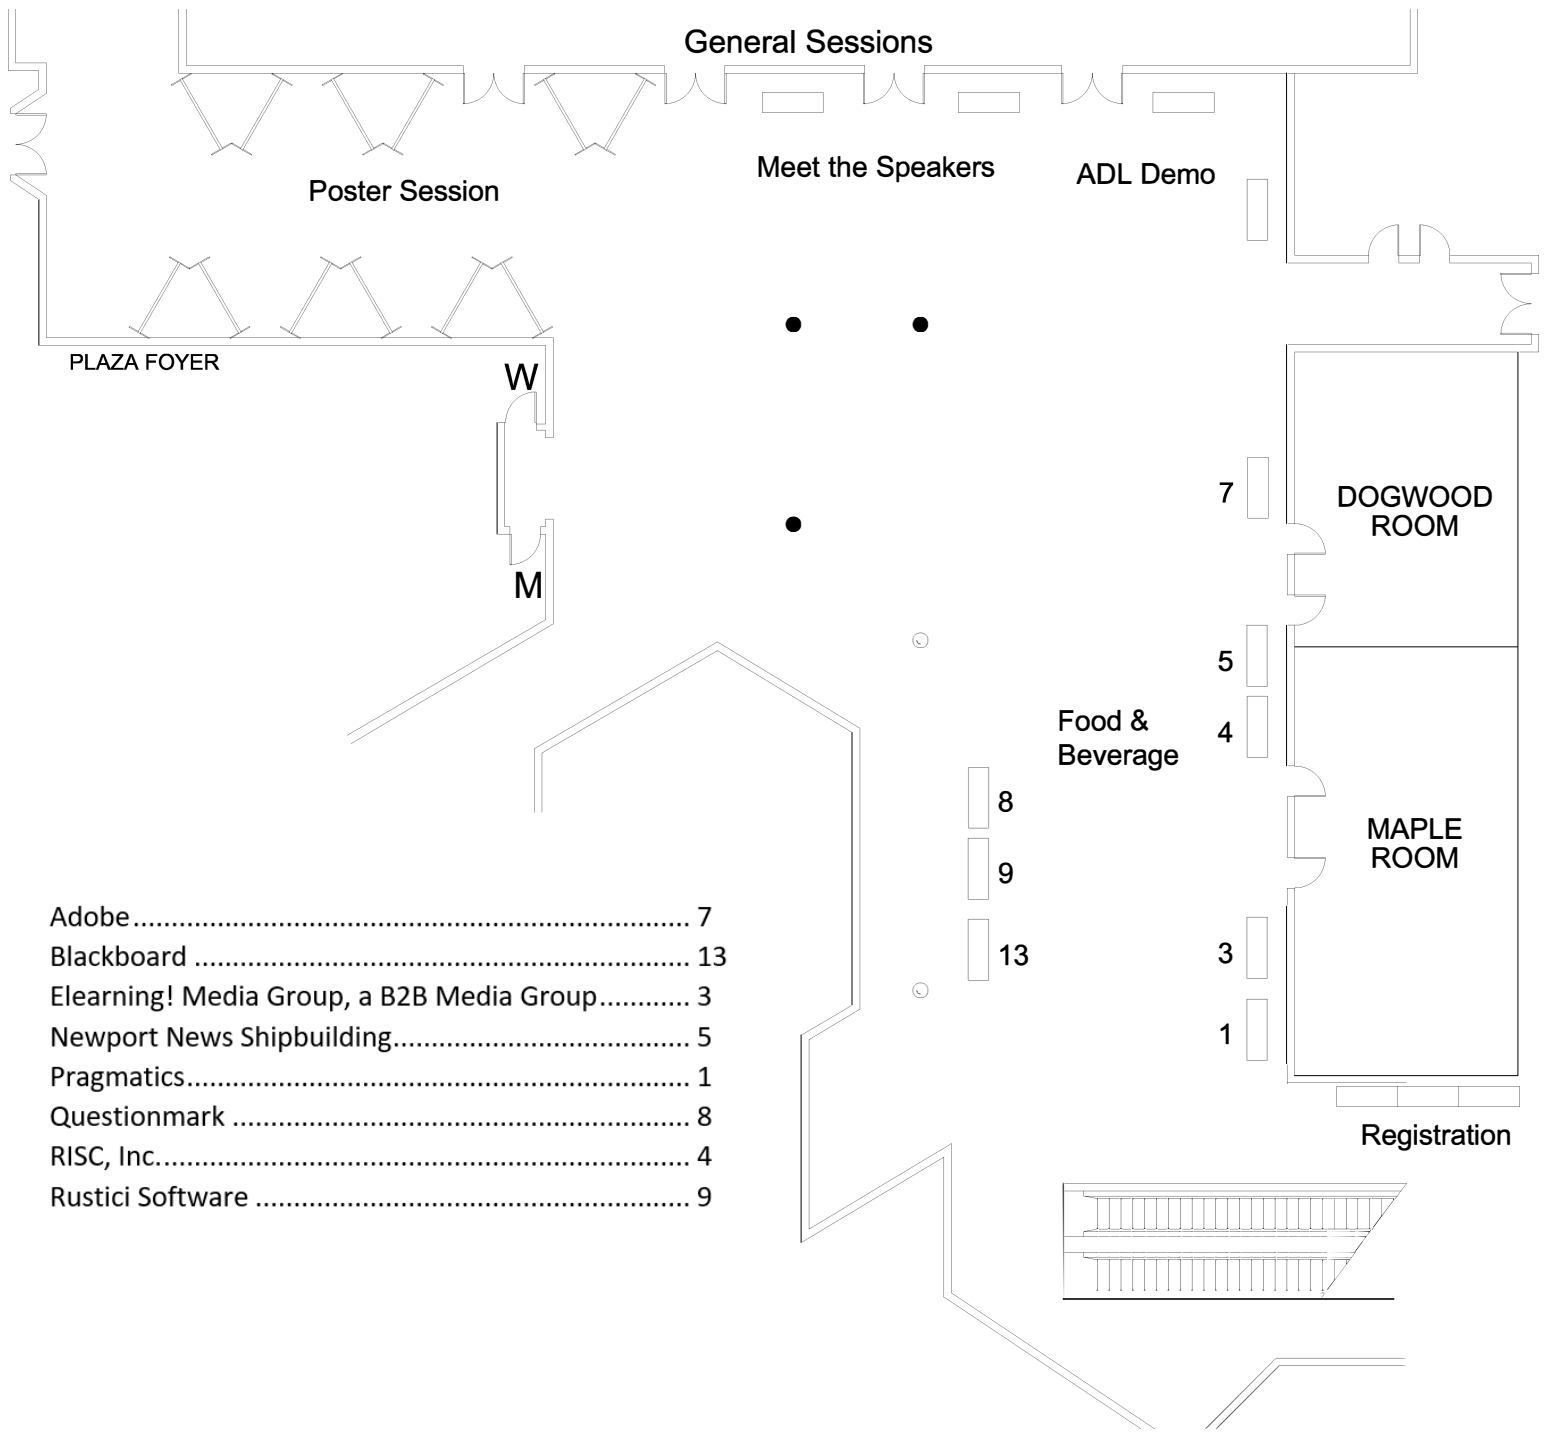 General Sessions
Meet the Speakers
ADL Demo
Poster Session
PLAZA FOYER
W
M
7
DOGWOOD
ROOM
5
4
Food &
Beverage
8
9
13
MAPLE
ROOM
3
1
Registration
Adobe....................................................................... 7
Blackboard ................................................................ 13
Elearning! Media Group, a B2B Media Group............ 3
Newport News Shipbuilding...................................... 5
Pragmatics................................................................. 1
Questionmark ........................................................... 8
RISC, Inc..................................................................... 4
Rustici Software ........................................................ 9